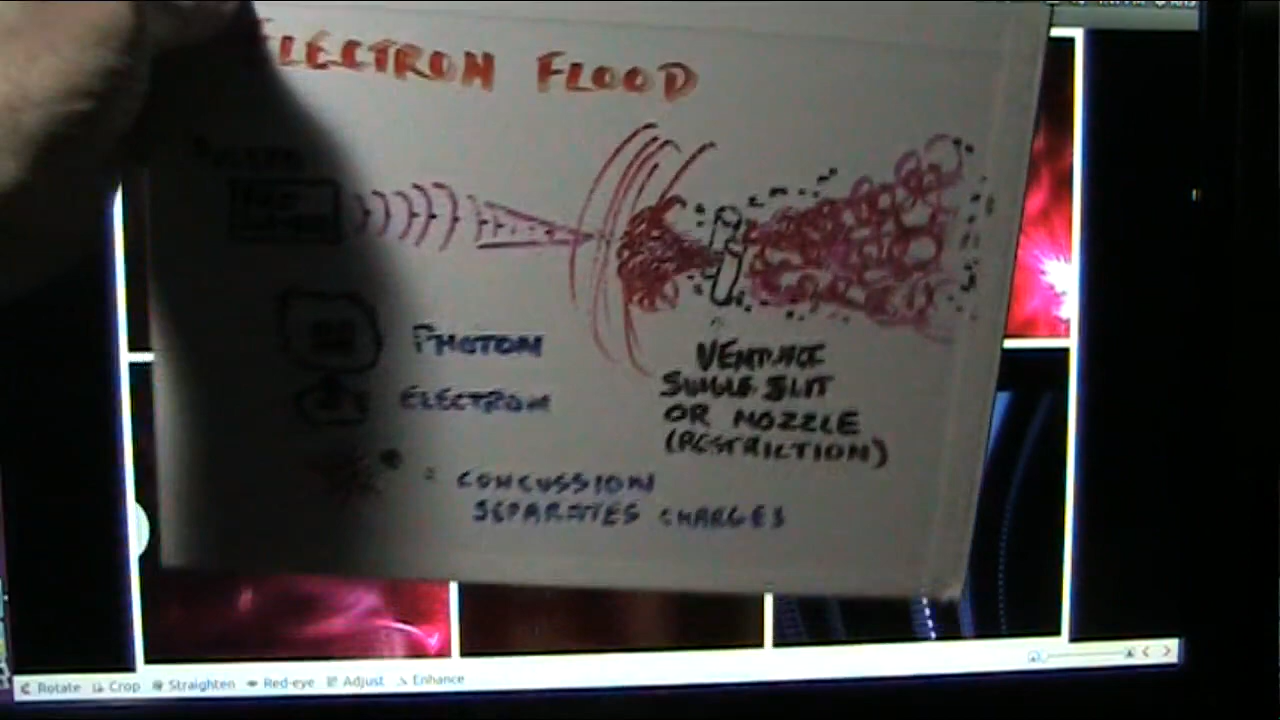 ELECTRON FLOOD
PHOTON
ELECTRON
VENTURI
SINGLE SLIT
OR NOZZLE
(RESTRICTION)
= CONCUSSION
SEPARATES CHARGES
Rotate Crop Straighten Red-eye Adjust Enhance